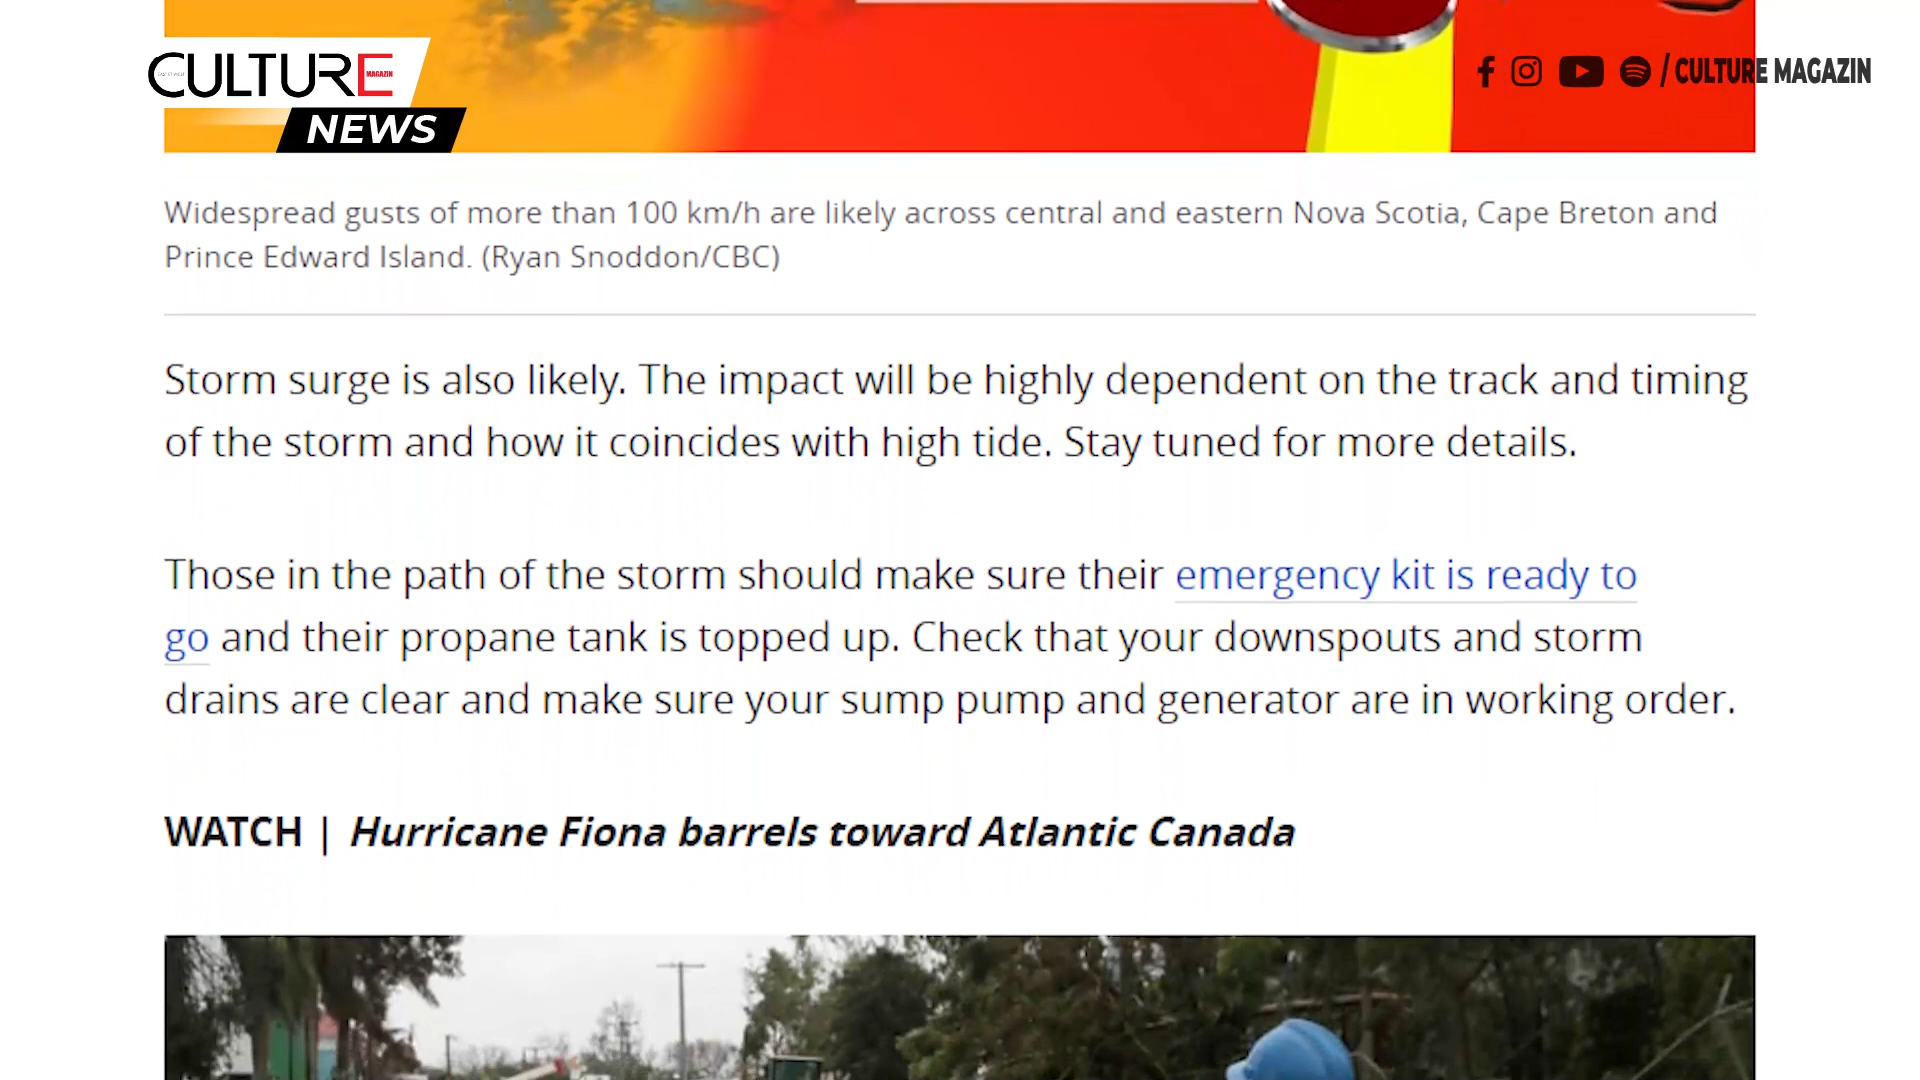 CULTURE
MAGAZIN
NEWS
/ CULTURE MAGAZIN
Widespread gusts of more than 100 km/h are likely across central and eastern Nova Scotia, Cape Breton and
Prince Edward Island. (Ryan Snoddon/CBC)
Storm surge is also likely. The impact will be highly dependent on the track and timing
of the storm and how it coincides with high tide. Stay tuned for more details.
Those in the path of the storm should make sure their emergency kit is ready to
go and their propane tank is topped up. Check that your downspouts and storm
drains are clear and make sure your sump pump and generator are in working order.
WATCH | Hurricane Fiona barrels toward Atlantic Canada